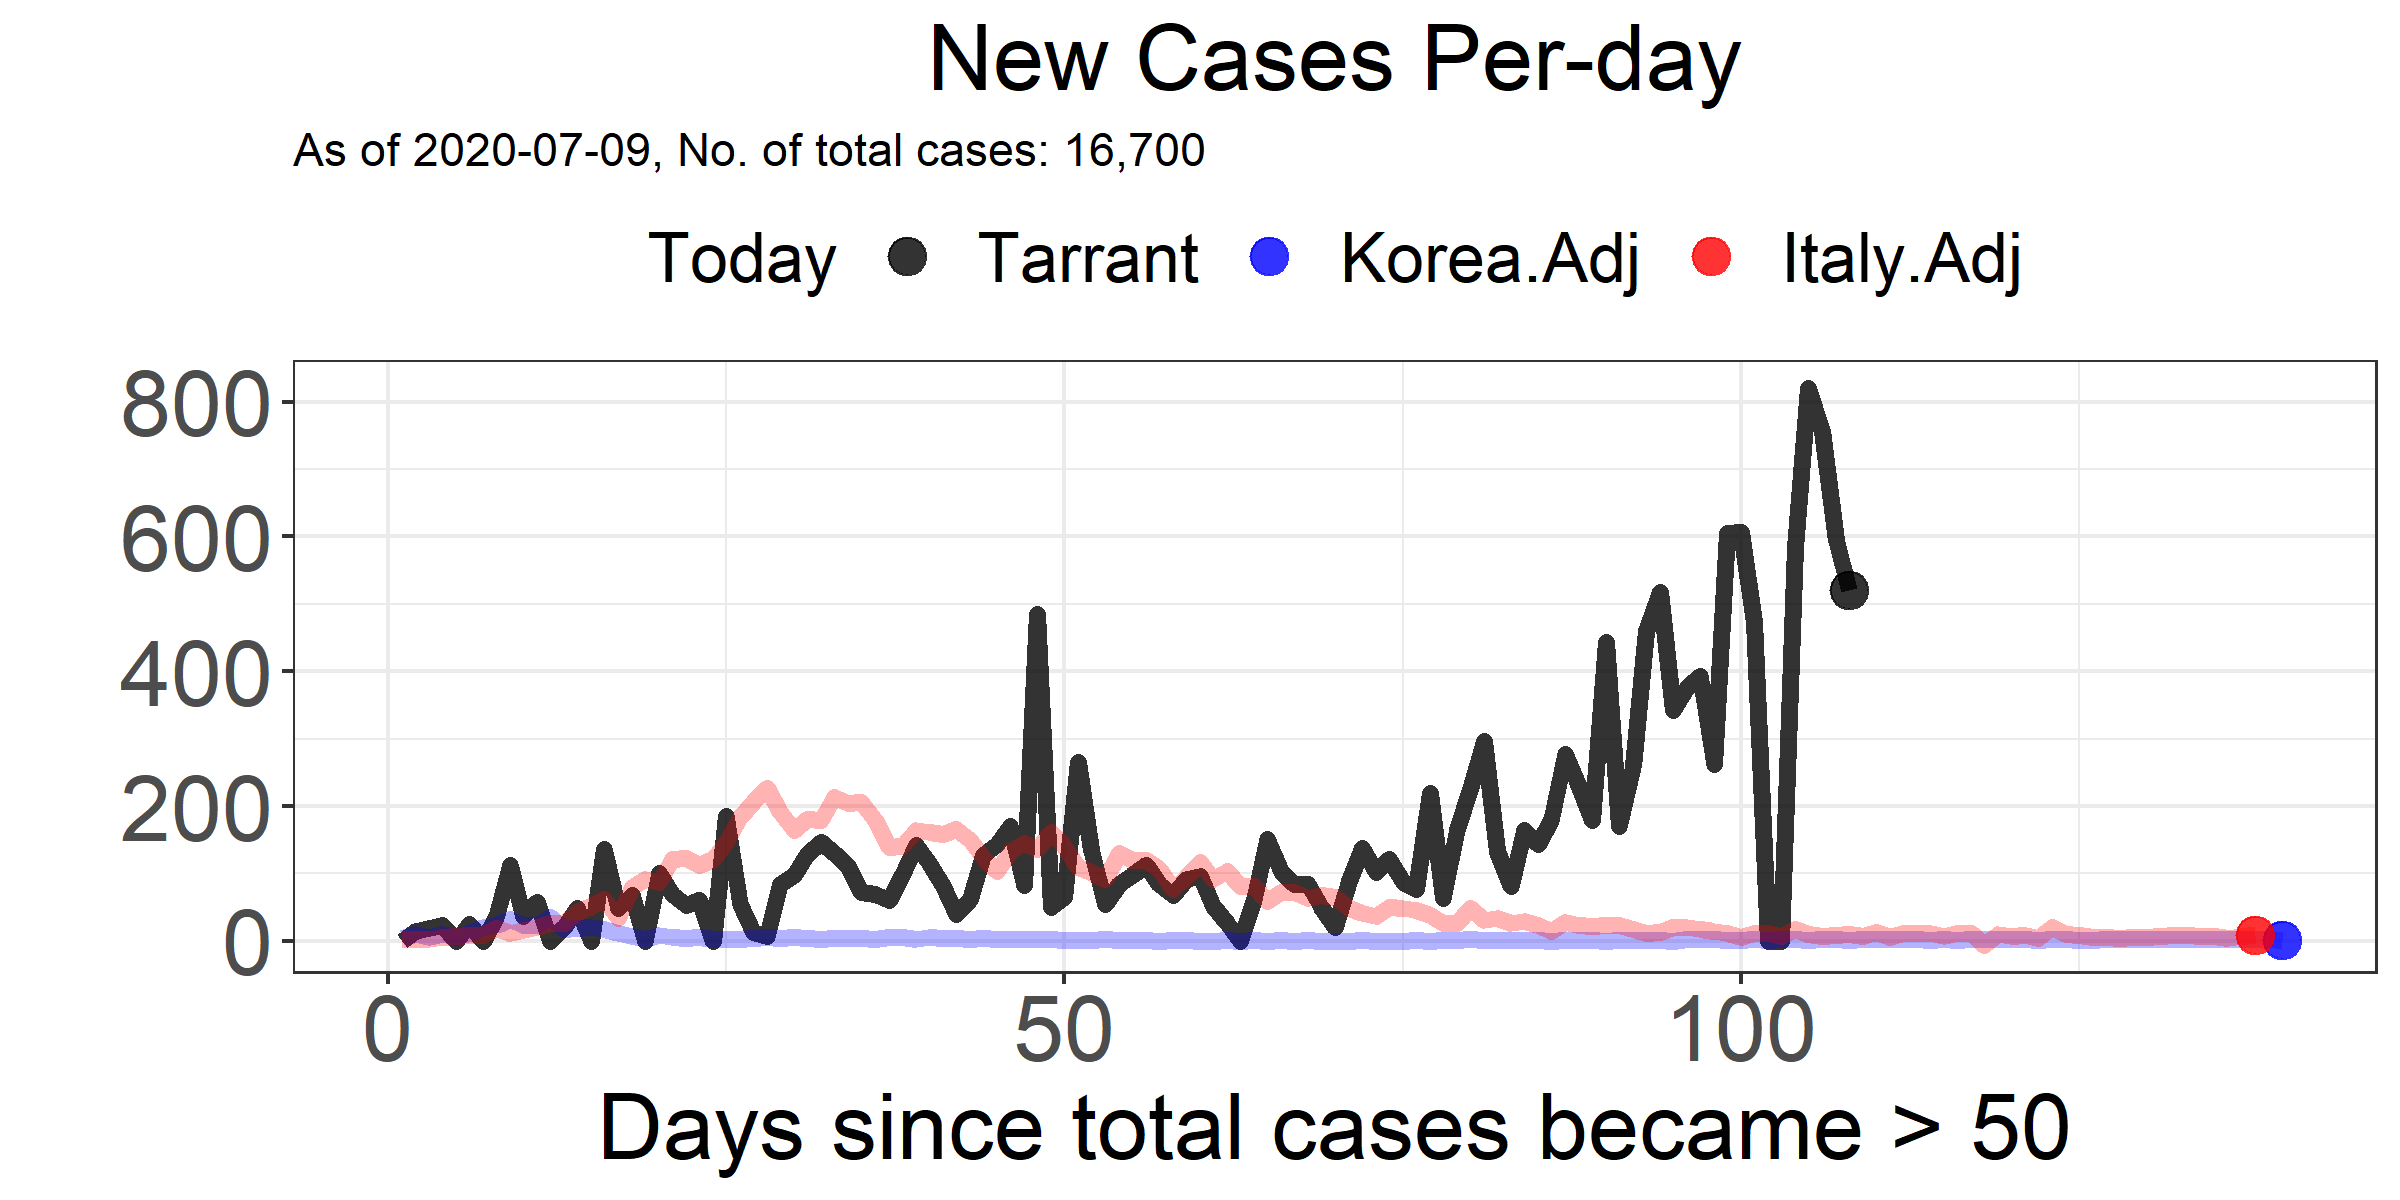 New Cases Per-day
As of 2020-07-09, No. of total cases: 16,700
Today Tarrant Korea.Adj Italy.Adj
800
600
400
200
0
0 50 100
Days since total cases became > 50